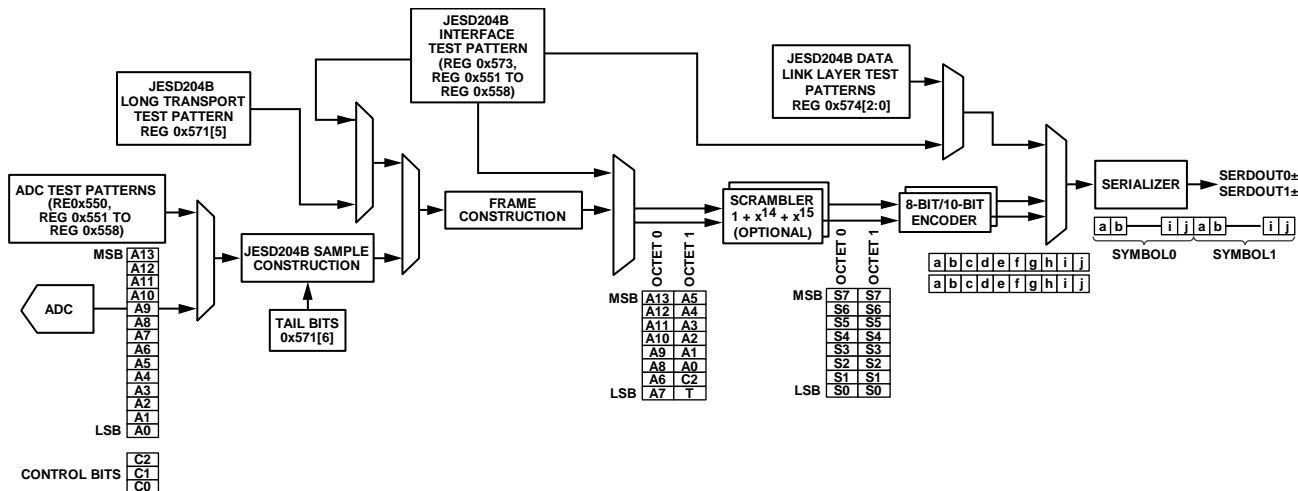 JESD204B
INTERFACE
TEST PATTERN
(REG 0x573,
REG 0x551 TO
REG 0x558)
JESD204B
LONG TRANSPORT
TEST PATTERN
REG 0x571[5]
JESD204B DATA
LINK LAYER TEST
PATTERNS
REG 0x574[2:0]
ADC TEST PATTERNS
(RE0x550,
REG 0x551 TO
REG 0x558)
ADC
MSB A13
A12
A11
A10
A9
A8
A7
A6
A5
A4
A3
A2
A1
LSB A0
CONTROL BITS
C2
C1
C0
JESD204B SAMPLE
CONSTRUCTION
TAIL BITS
0x571[6]
FRAME
CONSTRUCTION
SCRAMBLER
1 + x14 + x15
(OPTIONAL)
OCTET 0 OCTET 1
MSB A13 A5
A12 A4
A11 A3
A10 A2
A9 A1
A8 A0
A6 C2
LSB A7 T
8-BIT/10-BIT
ENCODER
OCTET 0 OCTET 1
MSB S7 S7
S6 S6
S5 S5
S4 S4
S3 S3
S2 S2
S1 S1
LSB S0 S0
a b c d e f g h i j
a b c d e f g h i j
SERIALIZER
SERDOUT0±
SERDOUT1±
a b i j a b i j
SYMBOL0 SYMBOL1